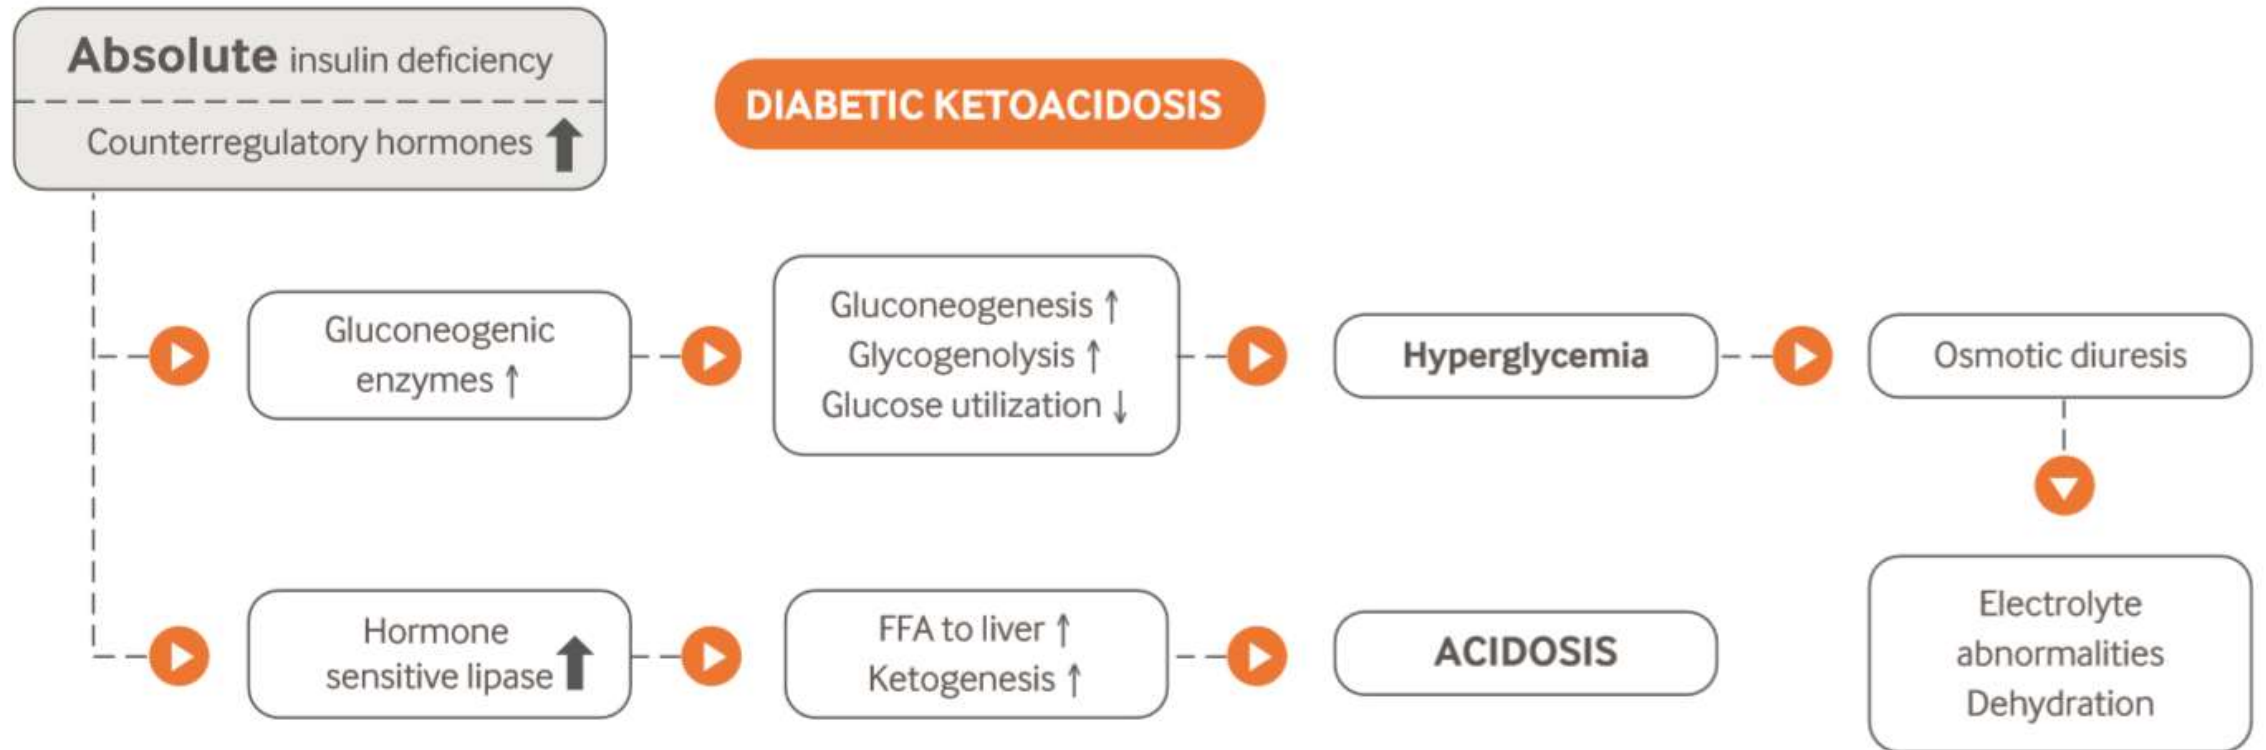 Absolute insulin deficiency
Counterregulatory hormones ↑
DIABETIC KETOACIDOSIS
Gluconeogenic
enzymes ↑
Gluconeogenesis ↑
Glycogenolysis ↑
Glucose utilization ↓
Hyperglycemia
Osmotic diuresis
Hormone
sensitive lipase ↑
FFA to liver ↑
Ketogenesis ↑
ACIDOSIS
Electrolyte
abnormalities
Dehydration